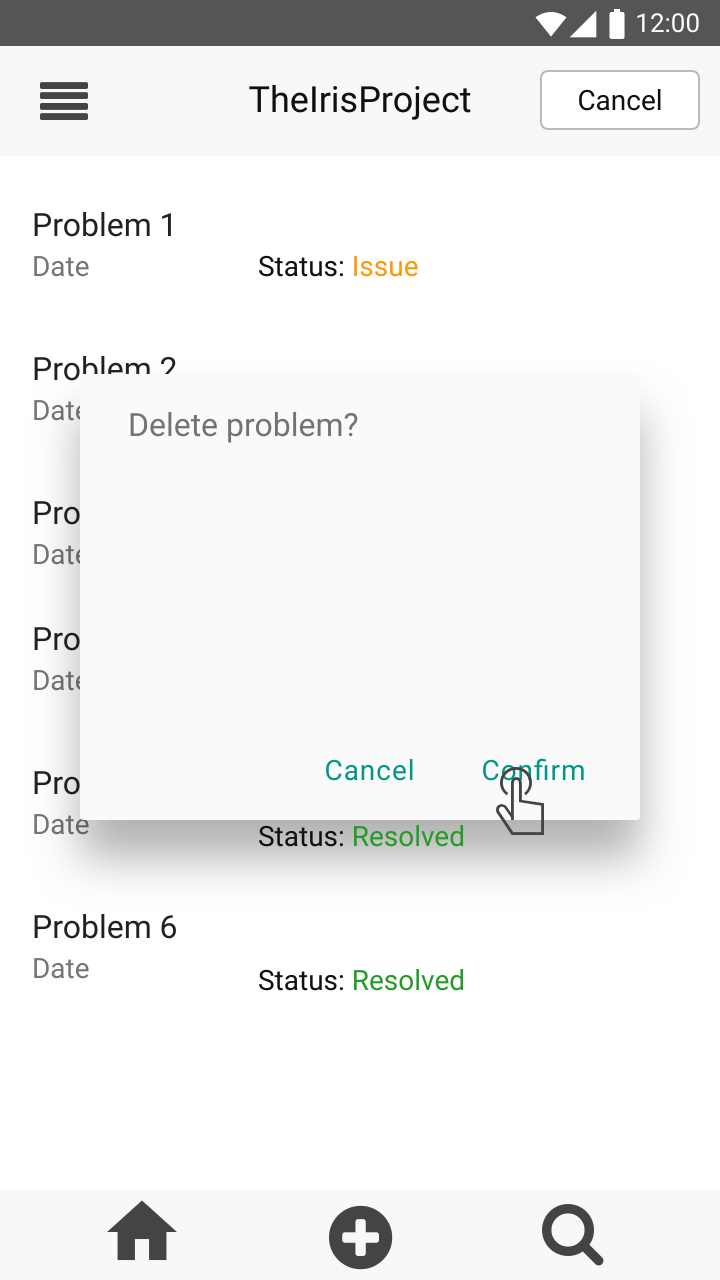 12:00
TheIrisProject
Cancel
Problem 1
Date
Status: Issue
Problem 2
Date
Delete problem?
Pro
Date
Pro
Date
Cancel
Confirm
Pro
Date
Status: Resolved
Problem 6
Date
Status: Resolved